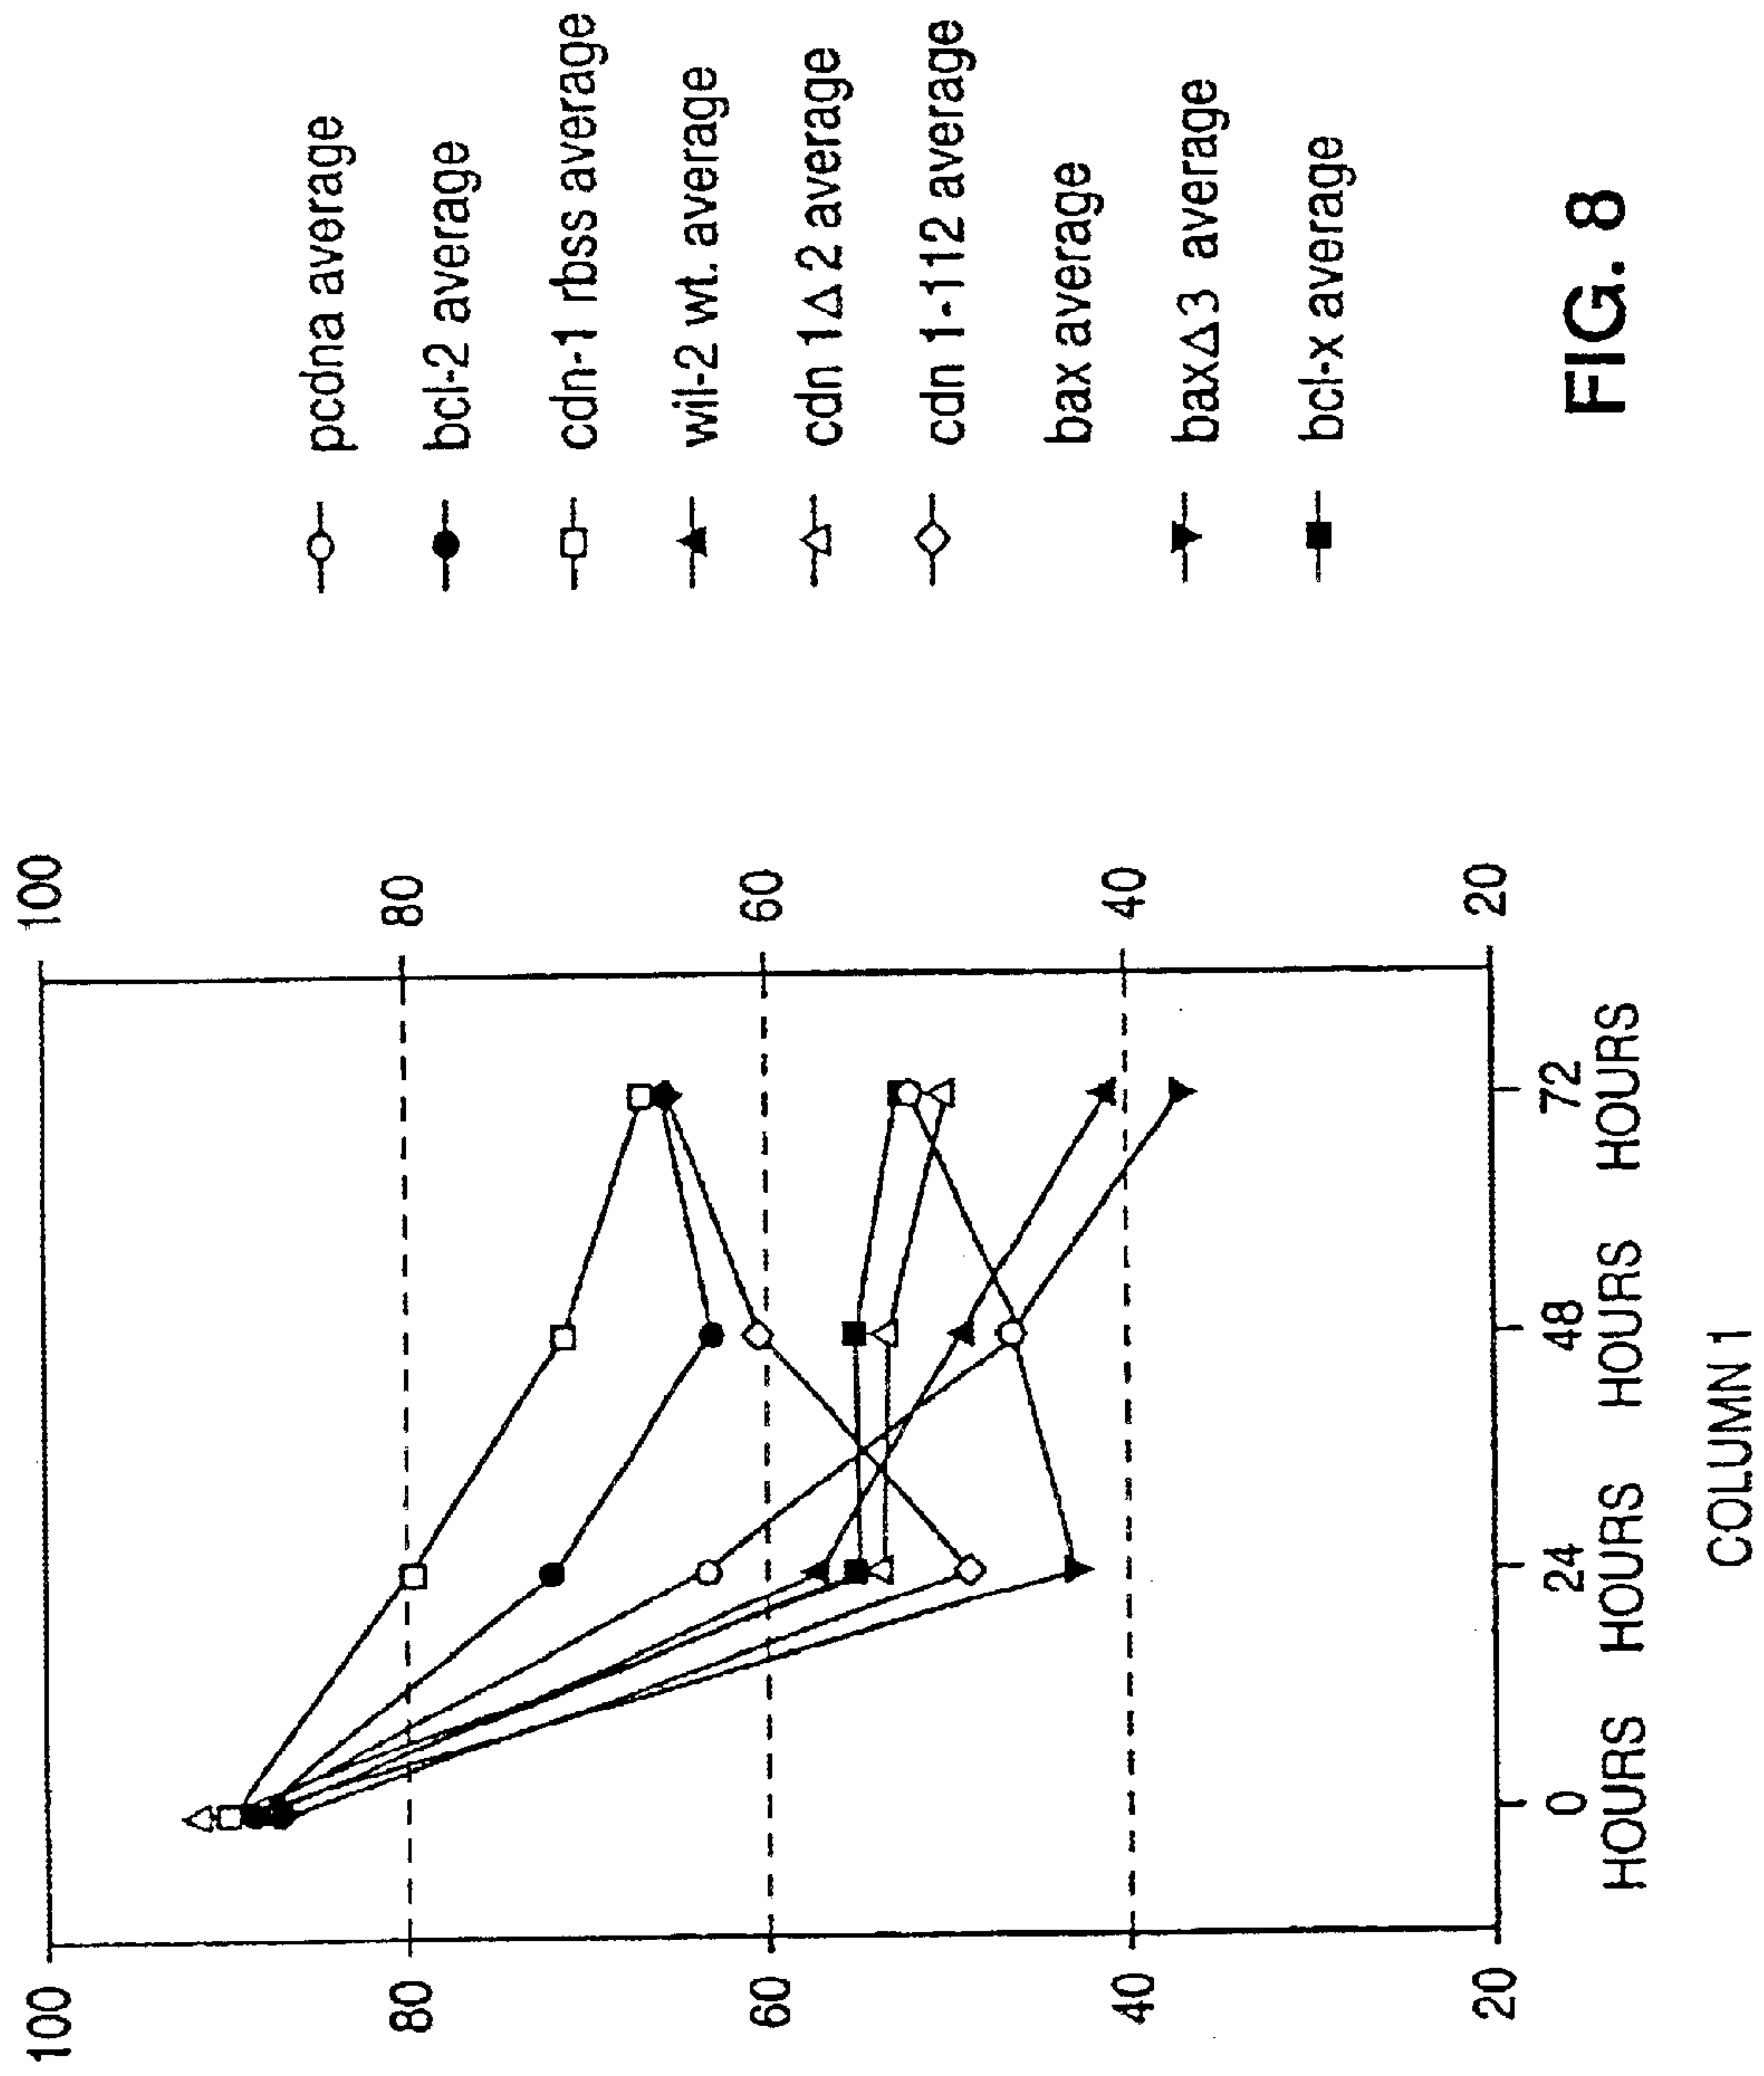 100
80
60
40
20
100
80
60
40
20
0
HOURS
24
HOURS
48
HOURS
72
HOURS
COLUMN 1
pcdna average
bcl-2 average
cdn-1 rbss average
wil-2 wt. average
cdn 1Δ 2 average
cdn 1-112 average
bax average
baxΔ3 average
bcl-x average
FIG. 8